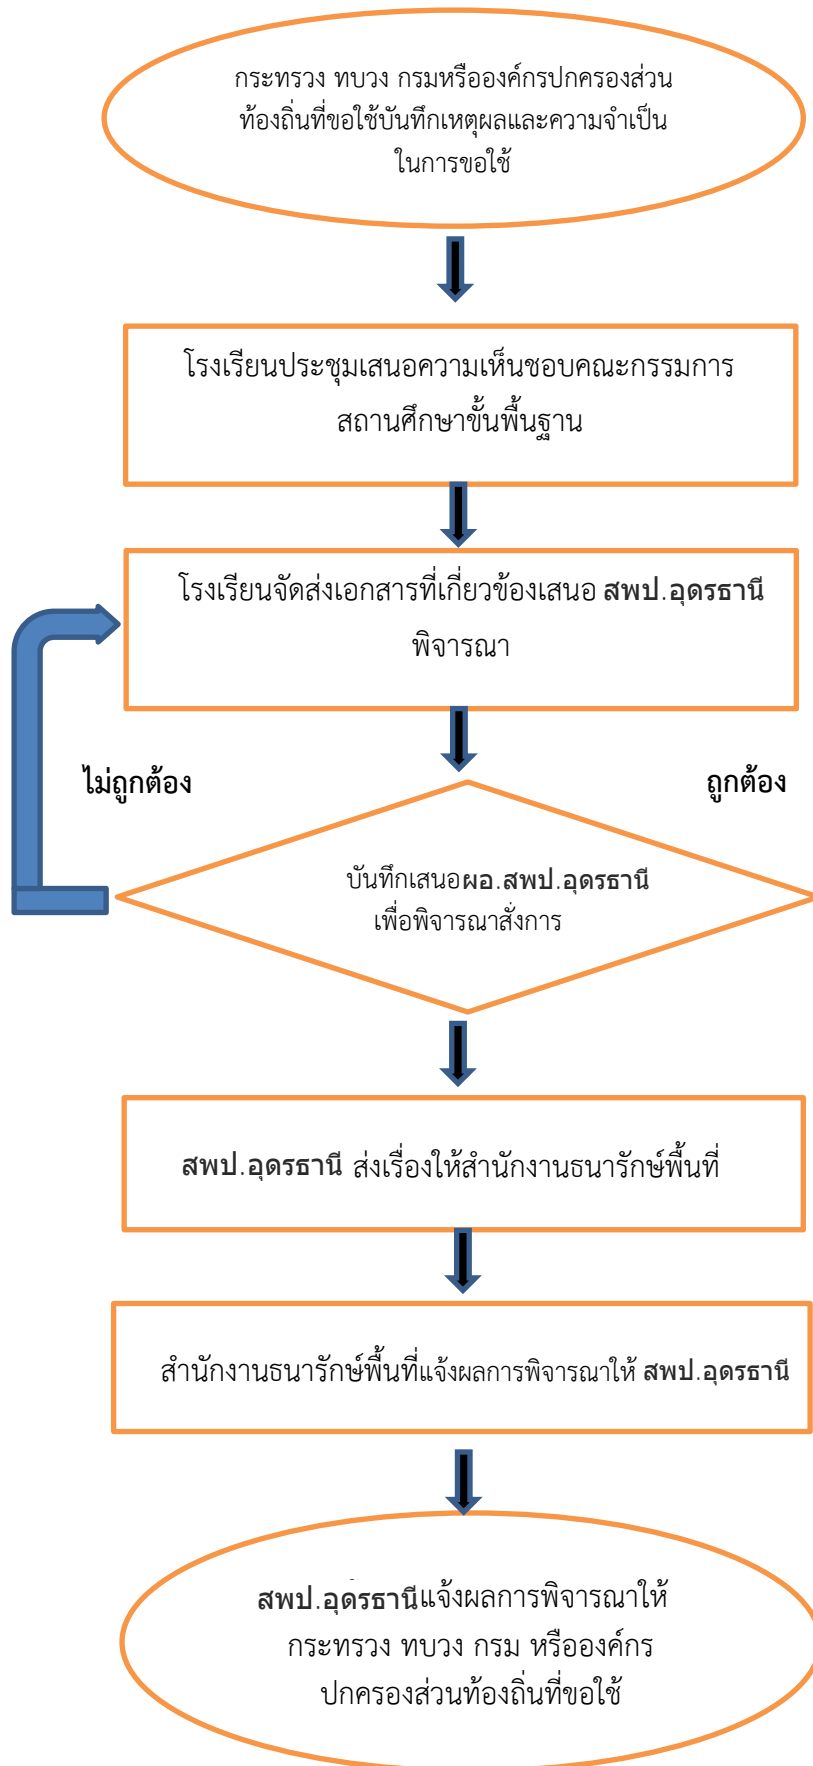 กระทรวง ทบวง กรมหรือองค์กรปกครองส่วน
ท้องถิ่นที่ขอใช้บันทึกเหตุผลและความจำเป็น
ในการขอใช้
โรงเรียนประชุมเสนอความเห็นชอบคณะกรรมการ
สถานศึกษาขั้นพื้นฐาน
โรงเรียนจัดส่งเอกสารที่เกี่ยวข้องเสนอ สพป.อุดรธานี
พิจารณา
ไม่ถูกต้อง
ถูกต้อง
บันทึกเสนอผอ.สพป.อุดรธานี
เพื่อพิจารณาสั่งการ
สพป.อุดรธานี ส่งเรื่องให้สำนักงานธนารักษ์พื้นที่
สำนักงานธนารักษ์พื้นที่แจ้งผลการพิจารณาให้ สพป.อุดรธานี
สพป.อุดรธานีแจ้งผลการพิจารณาให้
กระทรวง ทบวง กรม หรือองค์กร
ปกครองส่วนท้องถิ่นที่ขอใช้